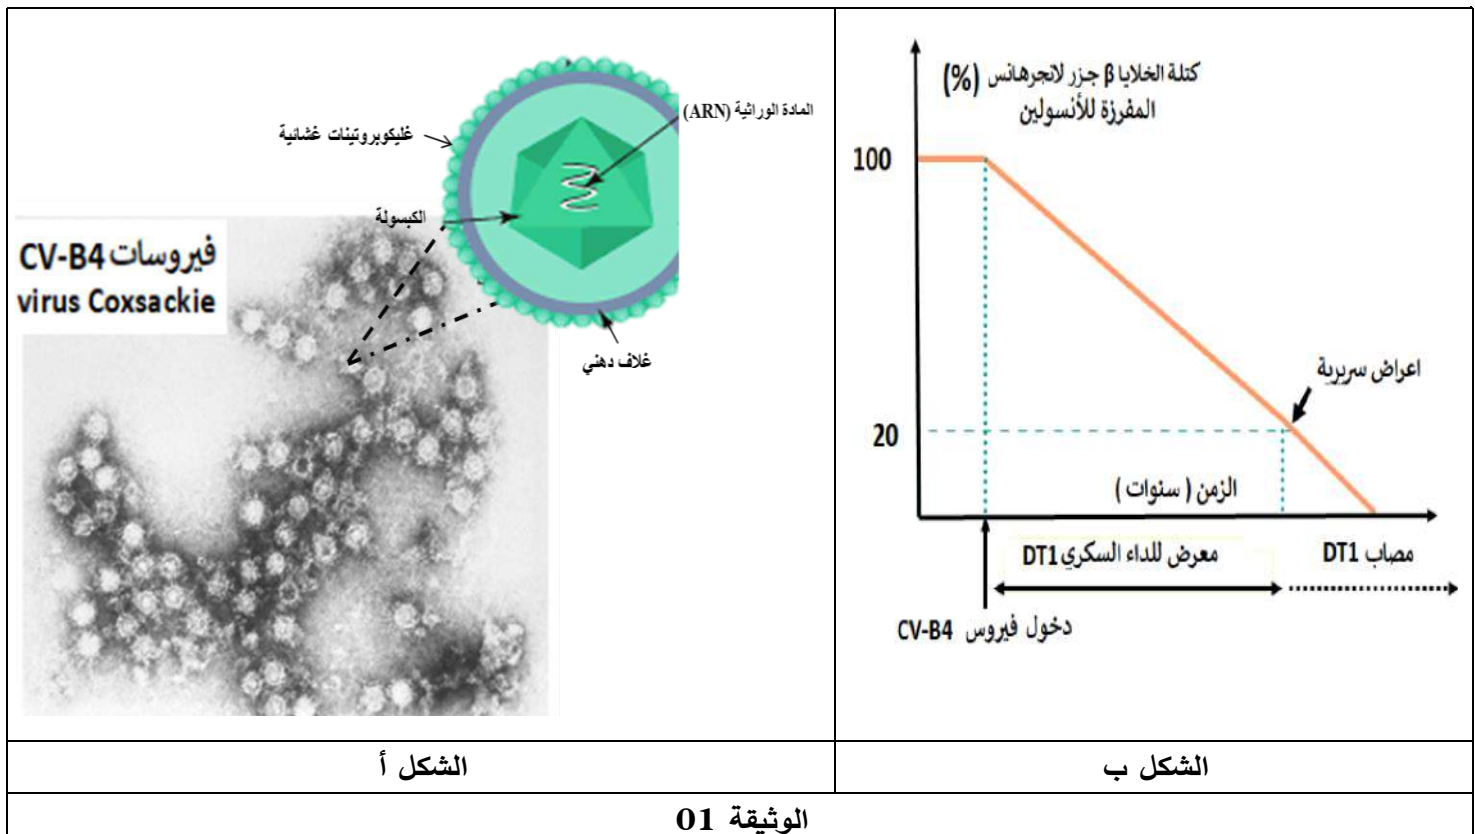 المادة الوراثية (ARN)
غليكوبروتينات غشائية
الكبسولة
فيروسات CV-B4
virus Coxsackie
غلاف دهني
الشكل أ
كتلة الخلايا β جزر لانجرهانس (%)
المفرزة للأنسولين
100
اعراض سريرية
20
الزمن ( سنوات )
معرض للداء السكري DT1
مصاب DT1
دخول فيروس CV-B4
الشكل ب
الوثيقة 01